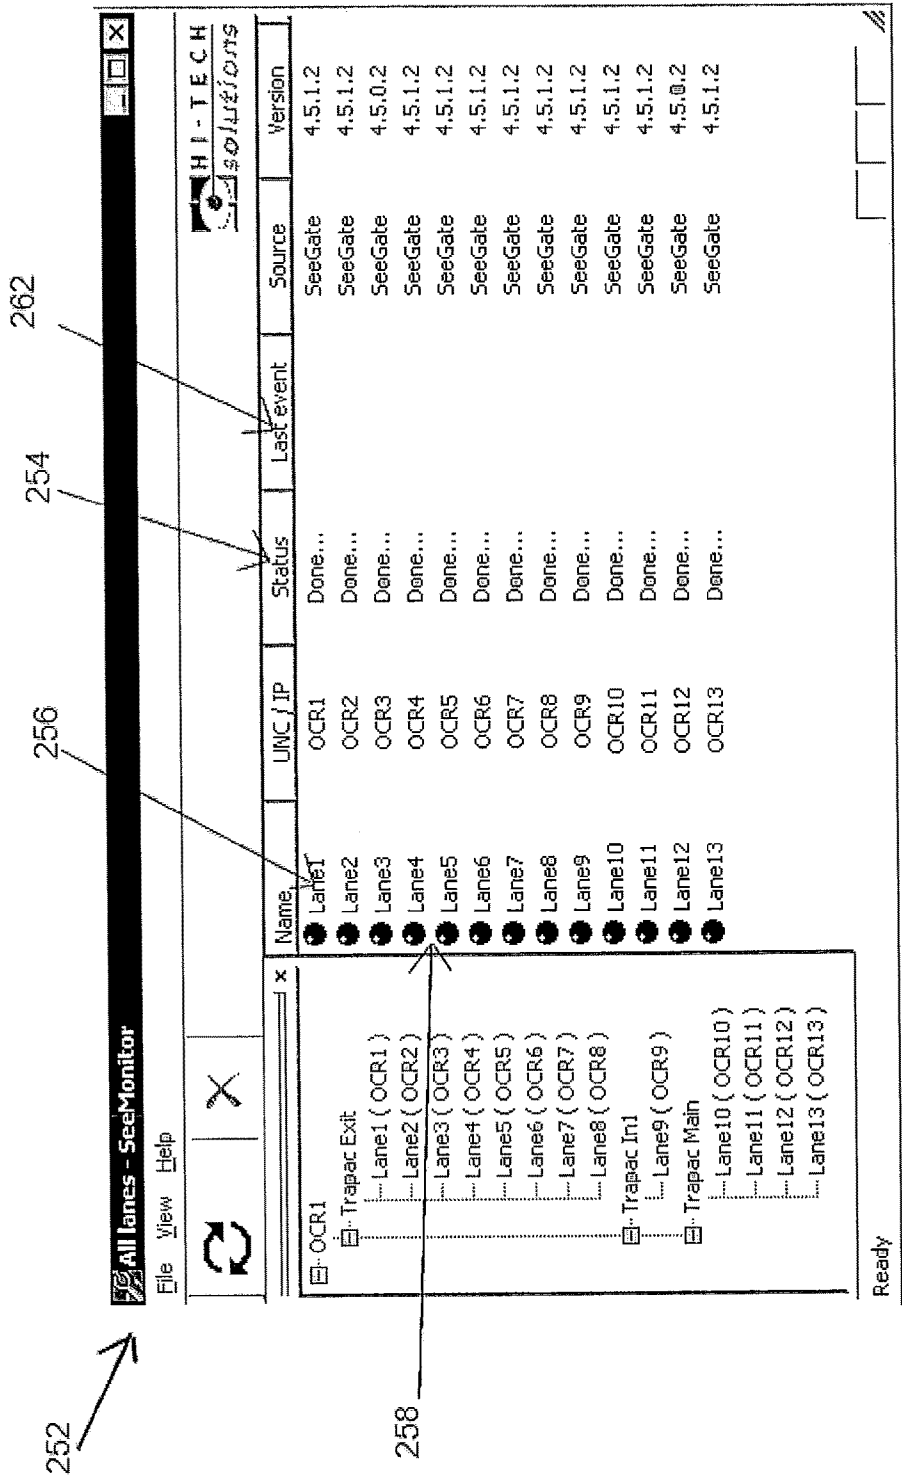 252
256
254
262
258
All lanes - SeeMonitor
File View Help
HI-TECH
solutions
OCR1
Trapac Exit
Lane1 ( OCR1 )
Lane2 ( OCR2 )
Lane3 ( OCR3 )
Lane4 ( OCR4 )
Lane5 ( OCR5 )
Lane6 ( OCR6 )
Lane7 ( OCR7 )
Lane8 ( OCR8 )
Trapac In1
Lane9 ( OCR9 )
Trapac Main
Lane10 ( OCR10 )
Lane11 ( OCR11 )
Lane12 ( OCR12 )
Lane13 ( OCR13 )
Name UNC / IP Status Last event Source Version
Lane1 OCR1 Done... SeeGate 4.5.1.2
Lane2 OCR2 Done... SeeGate 4.5.1.2
Lane3 OCR3 Done... SeeGate 4.5.0.2
Lane4 OCR4 Done... SeeGate 4.5.1.2
Lane5 OCR5 Done... SeeGate 4.5.1.2
Lane6 OCR6 Done... SeeGate 4.5.1.2
Lane7 OCR7 Done... SeeGate 4.5.1.2
Lane8 OCR8 Done... SeeGate 4.5.1.2
Lane9 OCR9 Done... SeeGate 4.5.1.2
Lane10 OCR10 Done... SeeGate 4.5.1.2
Lane11 OCR11 Done... SeeGate 4.5.1.2
Lane12 OCR12 Done... SeeGate 4.5.0.2
Lane13 OCR13 Done... SeeGate 4.5.1.2
Ready